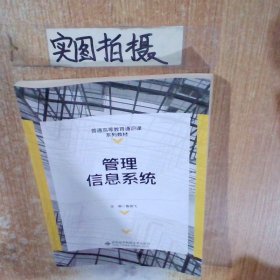 实图拍摄
普通高等教育通识课
系列教材
管理
信息系统